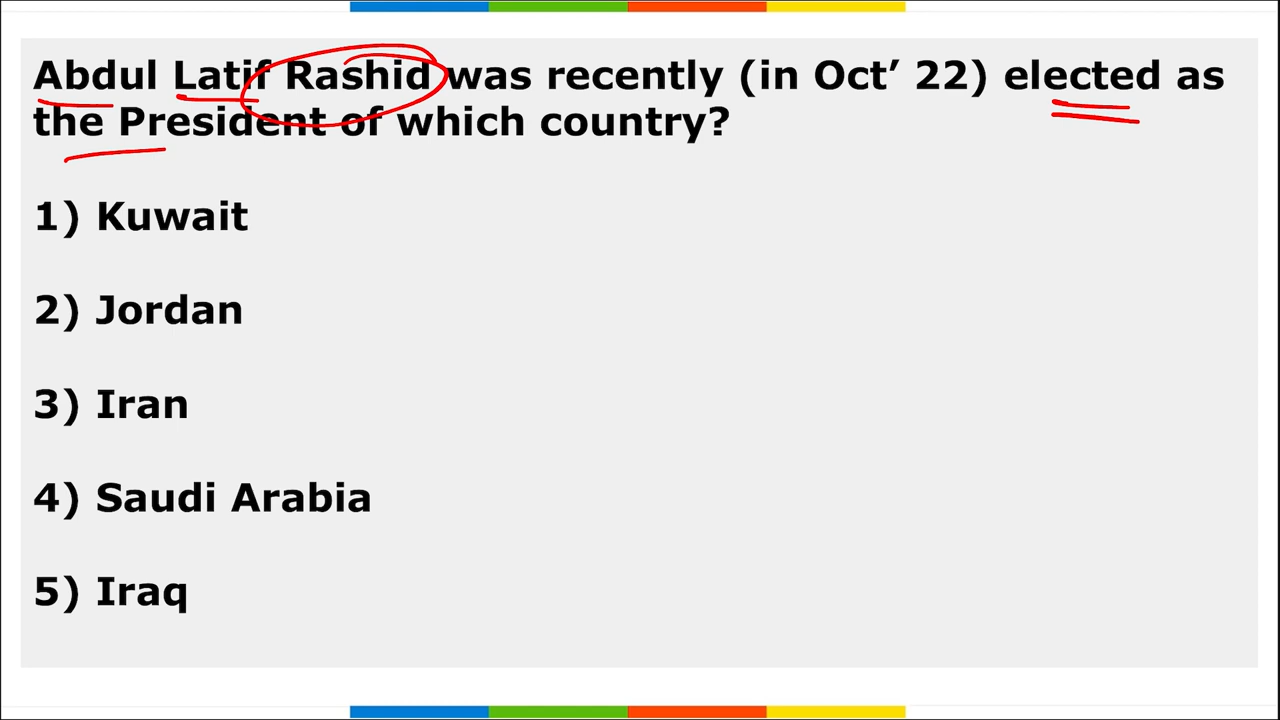 Abdul Latif Rashid was recently (in Oct’ 22) elected as
the President of which country?
1) Kuwait
2) Jordan
3) Iran
4) Saudi Arabia
5) Iraq